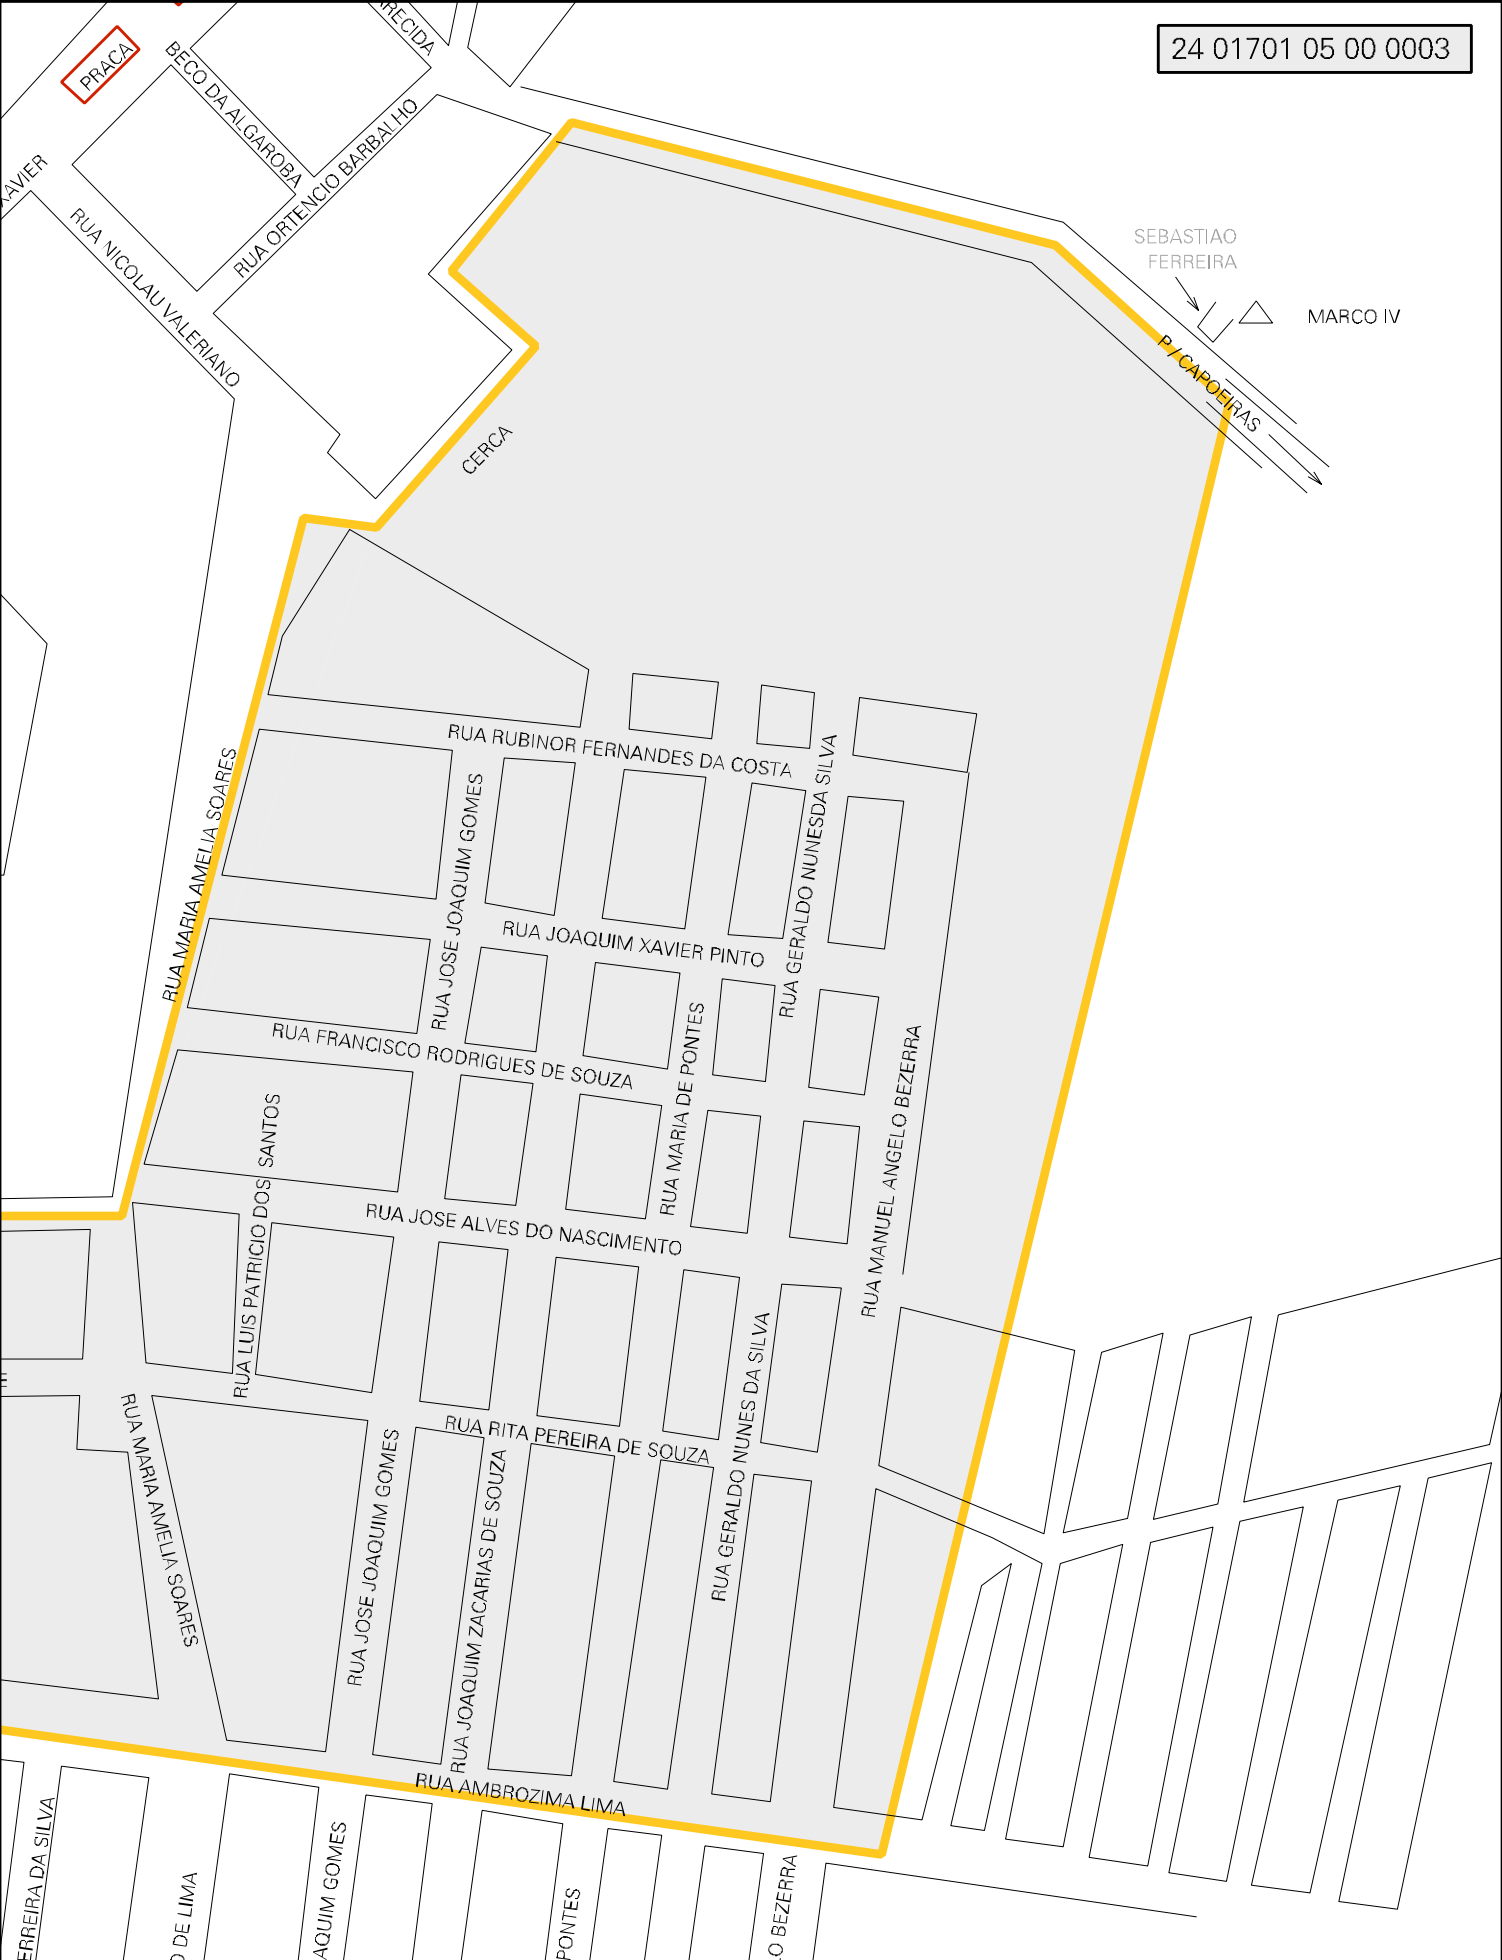 24 01701 05 00 0003
PRACA
BECO DA ALGAROBA
RUA ORTENCIO BARBALHO
RUA NICOLAU VALERIANO
SEBASTIAO
FERREIRA
MARCO IV
P/CAPOEIRAS
CERCA
RUA MARIA AMELIA SOARES
RUA RUBINOR FERNANDES DA COSTA
RUA JOSE JOAQUIM GOMES
RUA GERALDO NUNESDA SILVA
RUA JOAQUIM XAVIER PINTO
RUA FRANCISCO RODRIGUES DE SOUZA
RUA MARIA DE PONTES
RUA MANUEL ANGELO BEZERRA
RUA LUIS PATRICIO DOS SANTOS
RUA JOSE ALVES DO NASCIMENTO
RUA GERALDO NUNES DA SILVA
RUA RITA PEREIRA DE SOUZA
RUA MARIA AMELIA SOARES
RUA JOSE JOAQUIM GOMES
RUA JOAQUIM ZACARIAS DE SOUZA
RUA AMBROZIMA LIMA
ERREIRA DA SILVA
O DE LIMA
AQUIM GOMES
PONTES
LO BEZERRA